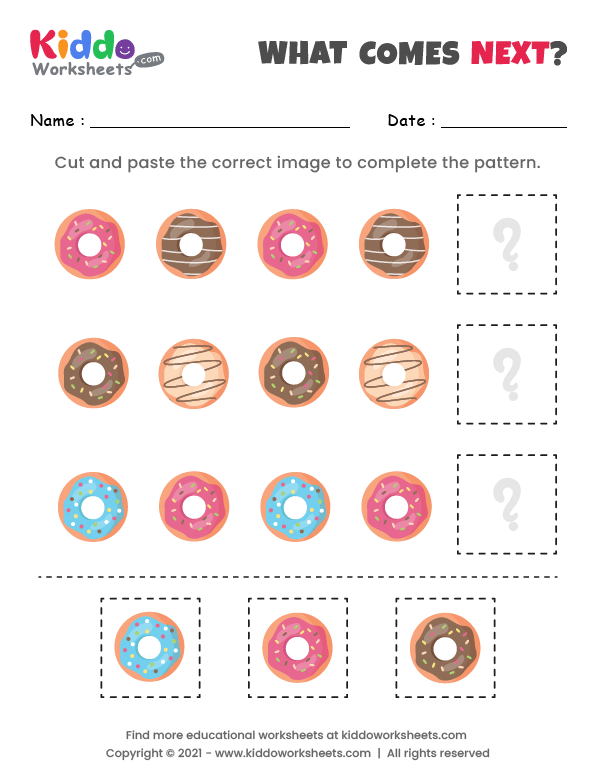 Kiddo
Worksheets.com
WHAT COMES NEXT?
Name : Date :
Cut and paste the correct image to complete the pattern.
?
?
?
Find more educational worksheets at kiddoworksheets.com
Copyright © 2021 - www.kiddoworksheets.com | All rights reserved